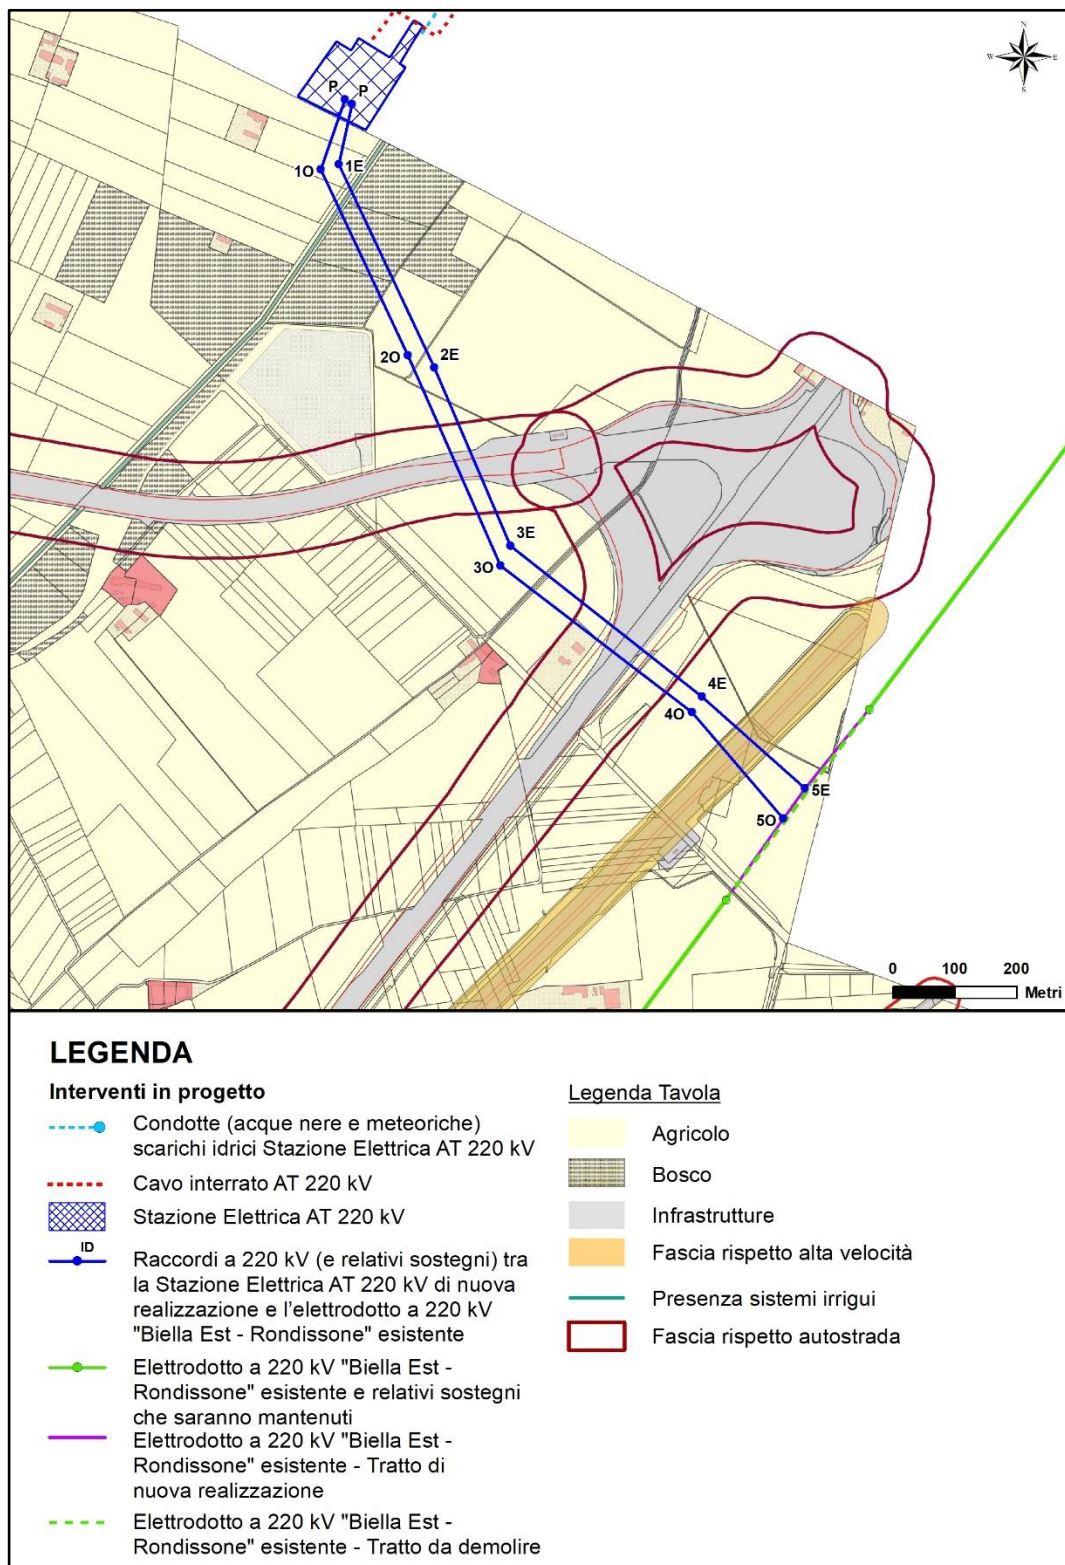 N
W E
S
P P
1O 1E
2O 2E
3E
3O
4E
4O
5E
5O
0 100 200
Metri
LEGENDA
Interventi in progetto
Condotte (acque nere e meteoriche)
scarichi idrici Stazione Elettrica AT 220 kV
Cavo interrato AT 220 kV
Stazione Elettrica AT 220 kV
ID
Raccordi a 220 kV (e relativi sostegni) tra
la Stazione Elettrica AT 220 kV di nuova
realizzazione e l'elettrodotto a 220 kV
"Biella Est - Rondissone" esistente
Elettrodotto a 220 kV "Biella Est -
Rondissone" esistente e relativi sostegni
che saranno mantenuti
Elettrodotto a 220 kV "Biella Est -
Rondissone" esistente - Tratto di
nuova realizzazione
Elettrodotto a 220 kV "Biella Est -
Rondissone" esistente - Tratto da demolire
Legenda Tavola
Agricolo
Bosco
Infrastrutture
Fascia rispetto alta velocità
Presenza sistemi irrigui
Fascia rispetto autostrada